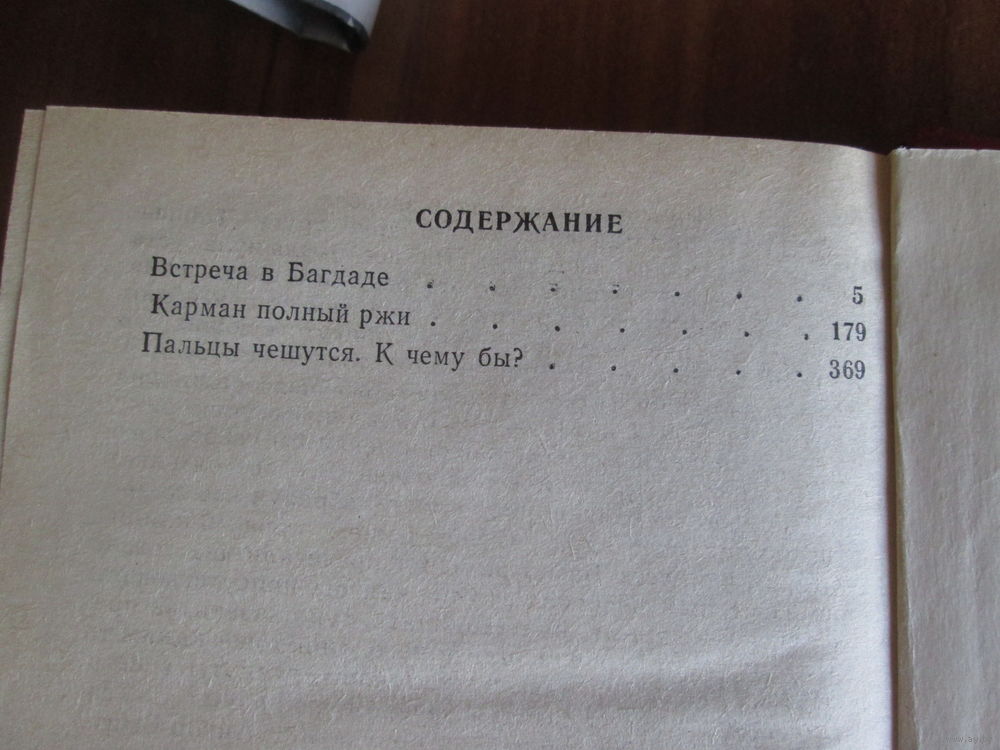 СОДЕРЖАНИЕ
Встреча в Багдаде . . . . . . . 5
Карман полный ржи . . . . . . . 179
Пальцы чешутся. К чему бы? . . . . . 369